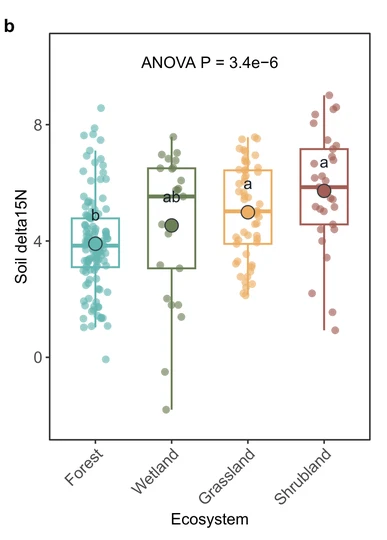 b
ANOVA P = 3.4e−6
Soil delta15N
8
4
0
b
ab
a
a
Forest
Wetland
Grassland
Shrubland
Ecosystem